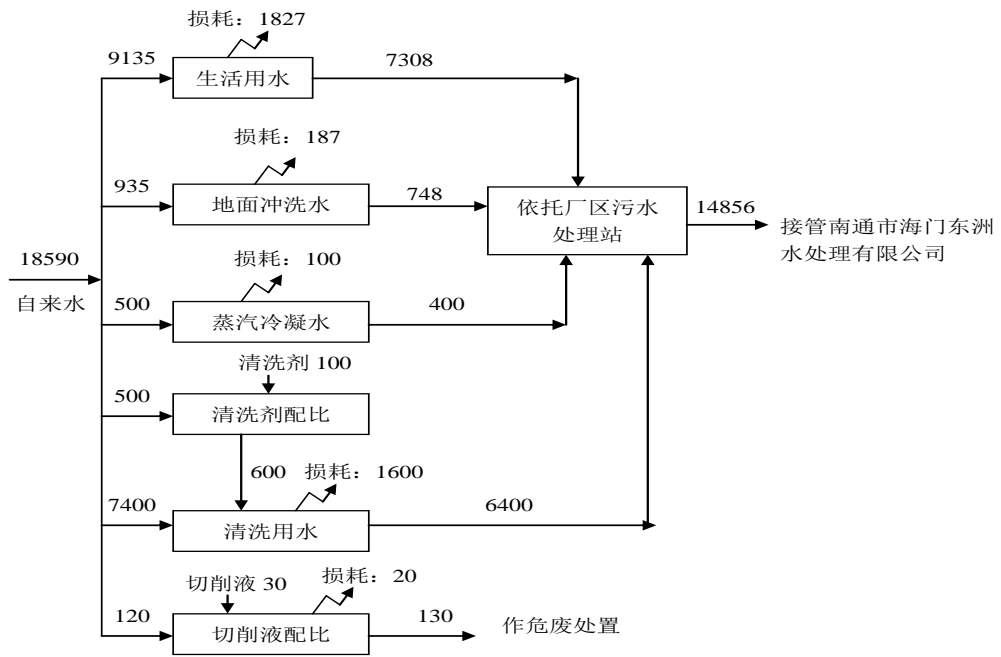 损耗：1827
9135
生活用水
7308
损耗：187
935
地面冲洗水
748
依托厂区污水
处理站
14856
接管南通市海门东洲
水处理有限公司
18590
自来水
损耗：100
500
蒸汽冷凝水
400
清洗剂 100
500
清洗剂配比
600
损耗：1600
7400
清洗用水
6400
切削液 30
损耗：20
120
切削液配比
130
作危废处置